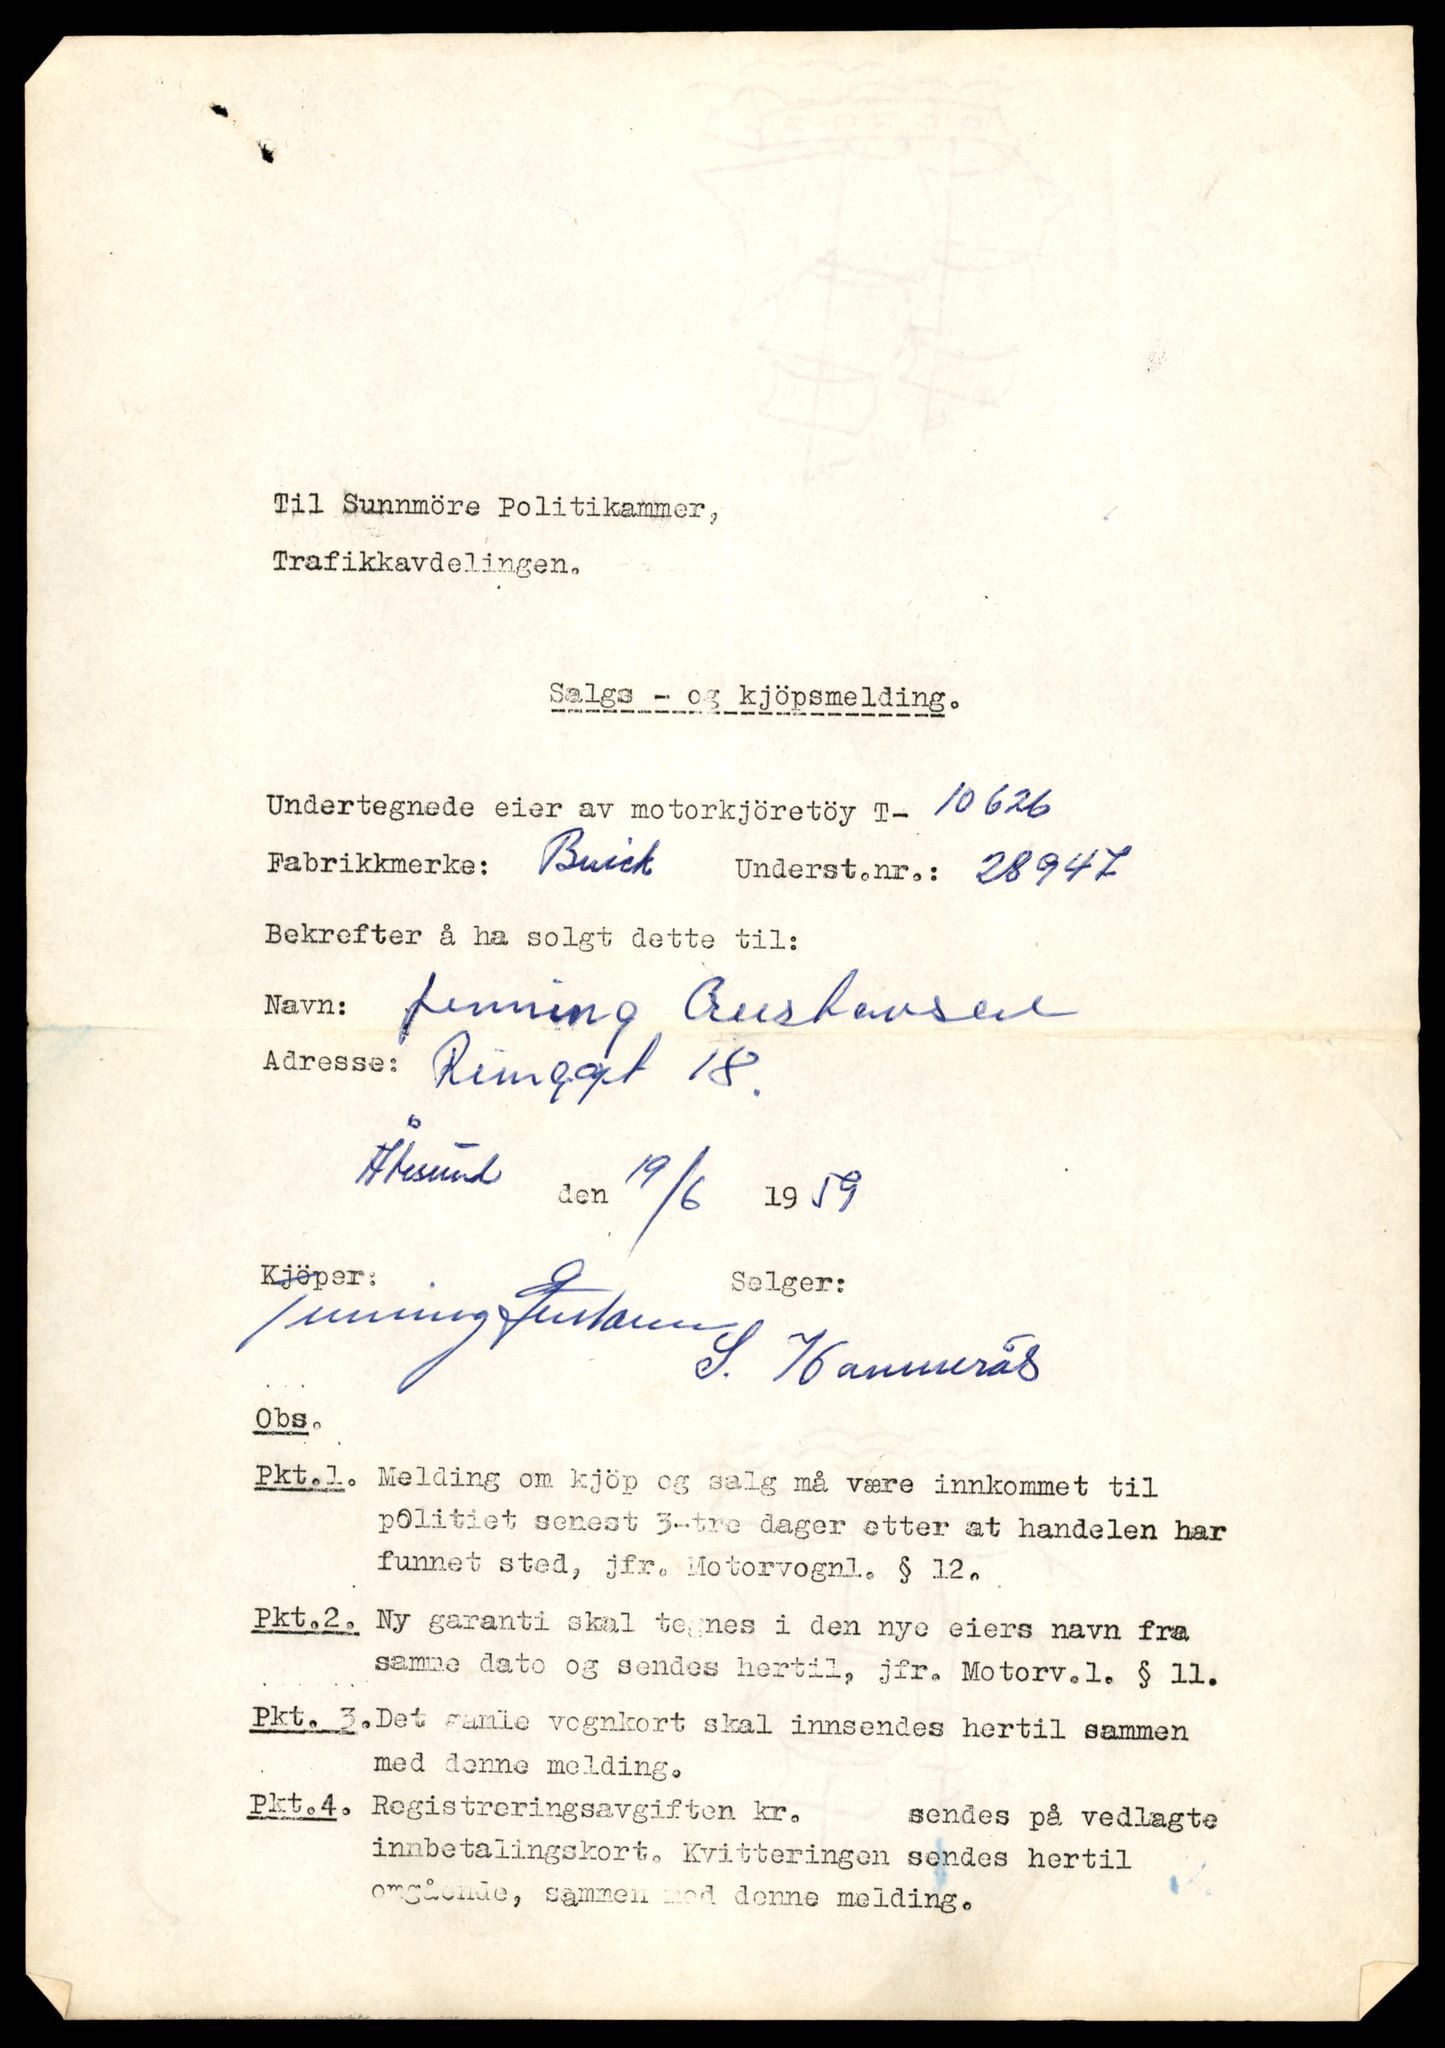 Til Sunnmöre Politikammer,
Trafikkavdelingen.
Salgs - og kjöpsmelding.
Undertegnede eier av motorkjöretöy T- 10626
Fabrikkmerke: Buick Underst.nr.: 28947
Bekrefter å ha solgt dette til:
Navn: Jenning Gustavsen
Adresse: Ringgt 18.
Ålesund den 19/6 1959
Kjöper: Selger:
Jenning Gustavsen
S. Hammerås
Obs.
Pkt.1. Melding om kjöp og salg må være innkommet til
politiet senest 3-tre dager etter at handelen har
funnet sted, jfr. Motorvognl. § 12.
Pkt.2. Ny garanti skal tegnes i den nye eiers navn fra
samme dato og sendes hertil, jfr. Motorv.l. § 11.
Pkt. 3. Det gamle vognkort skal innsendes hertil sammen
med denne melding.
Pkt.4. Registreringsavgiften kr. sendes på vedlagte
innbetalingskort. Kvitteringen sendes hertil
omgående, sammen med denne melding.